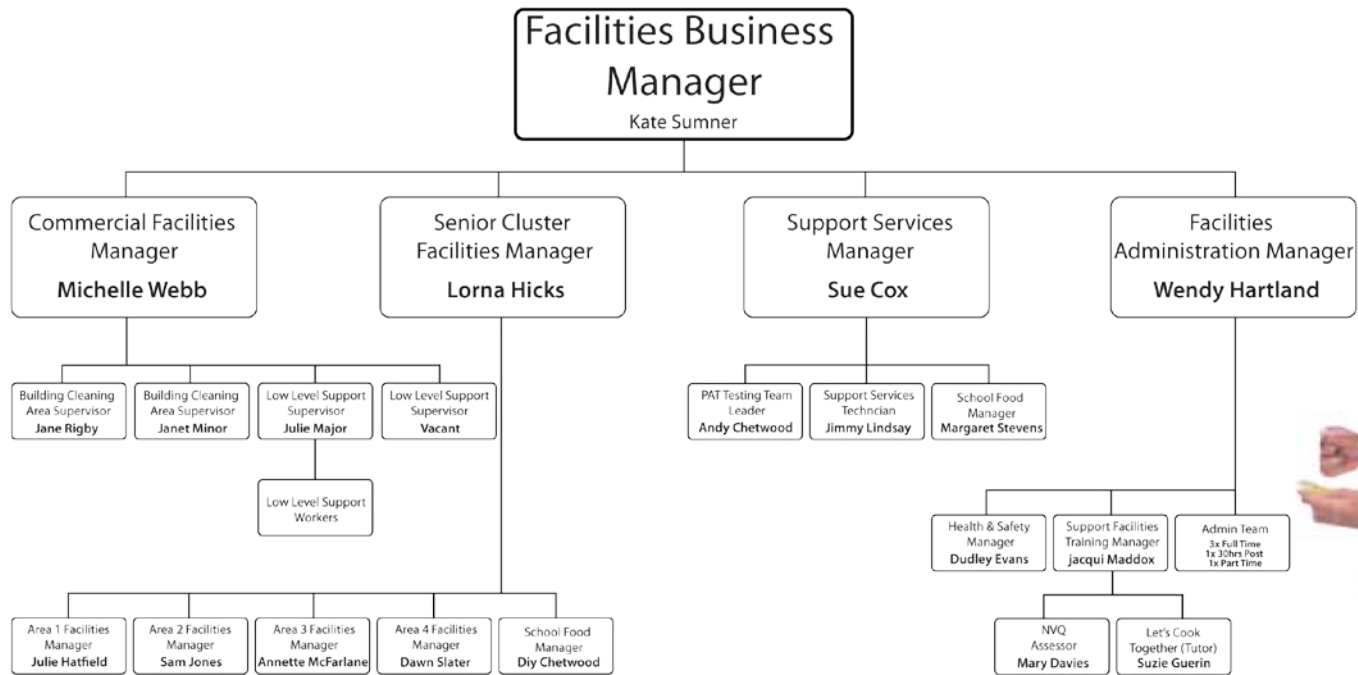 Facilities Business
Manager
Kate Sumner
Commercial Facilities
Manager
Michelle Webb
Senior Cluster
Facilities Manager
Lorna Hicks
Support Services
Manager
Sue Cox
Facilities
Administration Manager
Wendy Hartland
Building Cleaning
Area Supervisor
Jane Rigby
Building Cleaning
Area Supervisor
Janet Minor
Low Level Support
Supervisor
Julie Major
Low Level Support
Supervisor
Vacant
PAT Testing Team
Leader
Andy Chetwood
Support Services
Techncian
Jimmy Lindsay
School Food
Manager
Margaret Stevens
Low Level Support
Workers
Health & Safety
Manager
Dudley Evans
Support Facilities
Training Manager
jacqui Maddox
Admin Team
3x Full Time
1x 30hrs Post
1x Part Time
Area 1 Facilities
Manager
Julie Hatfield
Area 2 Facilities
Manager
Sam Jones
Area 3 Facilities
Manager
Annette McFarlane
Area 4 Facilities
Manager
Dawn Slater
School Food
Manager
Diy Chetwood
NVQ
Assessor
Mary Davies
Let's Cook
Together (Tutor)
Suzie Guerin